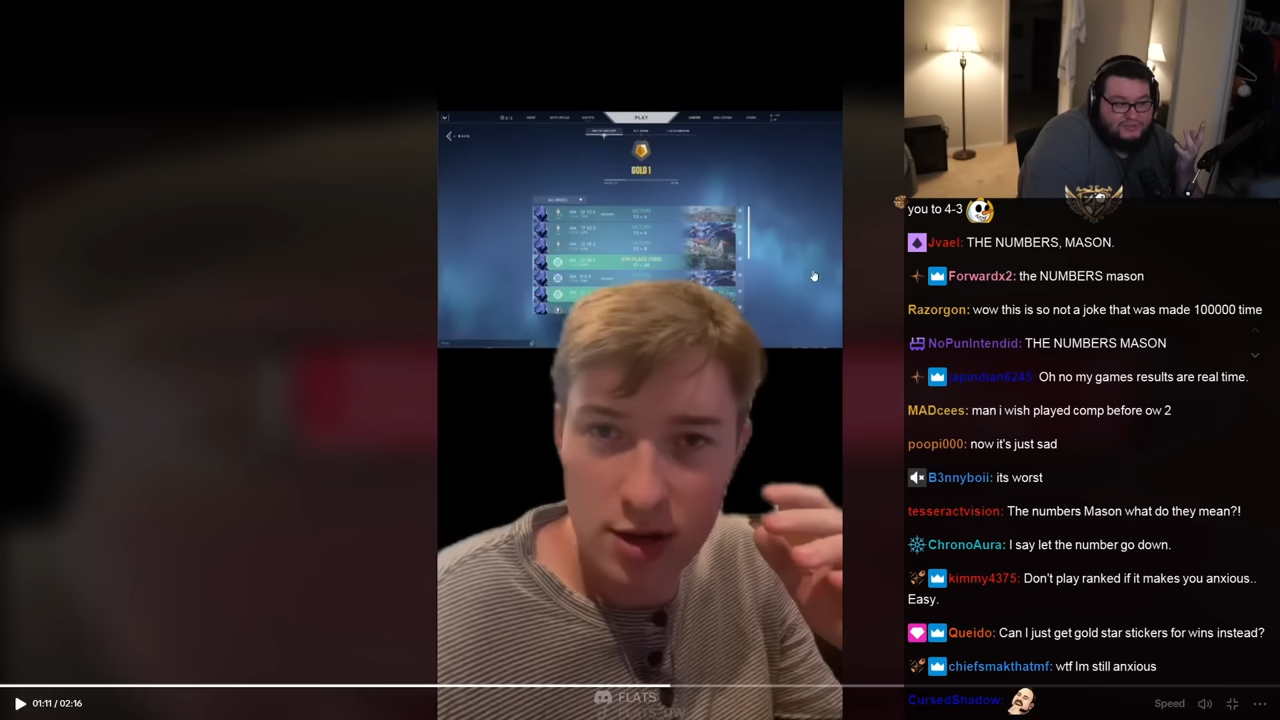 PLAY
BACK
GOLD 1
you to 4-3
Jvael: THE NUMBERS, MASON.
Forwardx2: the NUMBERS mason
Razorgon: wow this is so not a joke that was made 100000 time
NoPunIntendid: THE NUMBERS MASON
Oh no my games results are real time.
MADcees: man i wish played comp before ow 2
poopi000: now it's just sad
B3nnyboii: its worst
tesseractvision: The numbers Mason what do they mean?!
ChronoAura: I say let the number go down.
kimmy4375: Don't play ranked if it makes you anxious..
Easy.
Queido: Can I just get gold star stickers for wins instead?
chiefsmakthatmf: wtf Im still anxious
CursedShadow:
FLATS
01:11 / 02:16
Speed